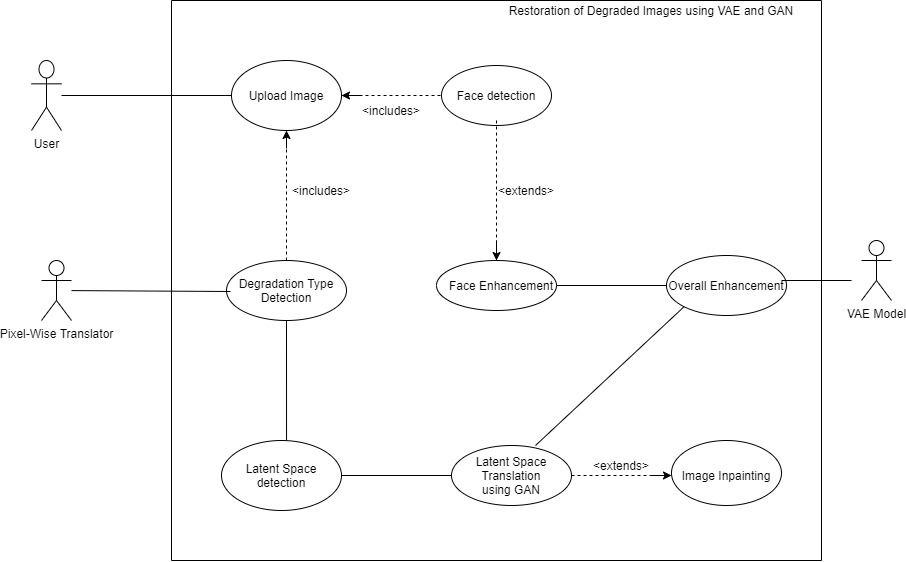 Restoration of Degraded Images using VAE and GAN
Upload Image
<includes>
Face detection
User
<includes>
<extends>
Degradation Type
Detection
Face Enhancement
Overall Enhancement
Pixel-Wise Translator
VAE Model
Latent Space
detection
Latent Space
Translation
using GAN
<extends>
Image Inpainting